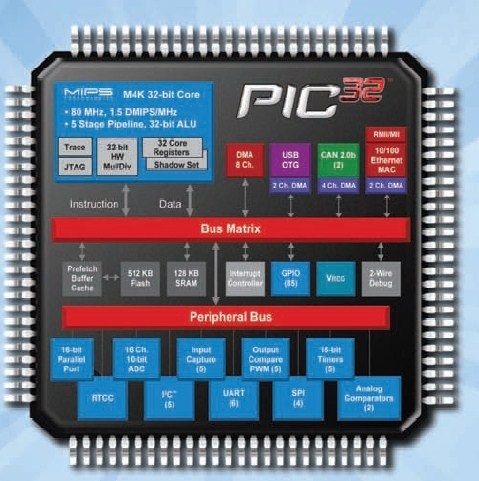 MIPS M4K 32-bit Core
• 80 MHz, 1.5 DMIPS/MHz
• 5 Stage Pipeline, 32-bit ALU
Trace
JTAG
32 bit
HW
Mul/Div
32 Core
Registers
Shadow Set
PIC32™
DMA
8 Ch.
USB
OTG
2 Ch. DMA
CAN 2.0b
(2)
4 Ch. DMA
RMII/MII
10/100
Ethernet
MAC
2 Ch. DMA
Instruction
Data
Bus Matrix
Prefetch
Buffer
Cache
512 KB
Flash
128 KB
SRAM
Interrupt
Controller
GPIO
(85)
VREG
2-Wire
Debug
Peripheral Bus
16-bit
Parallel
Port
16 Ch.
10-bit
ADC
Input
Capture
(5)
Output
Compare
PWM (5)
16-bit
Timers
(5)
RTCC
I²C™
(5)
UART
(6)
SPI
(4)
Analog
Comparators
(2)